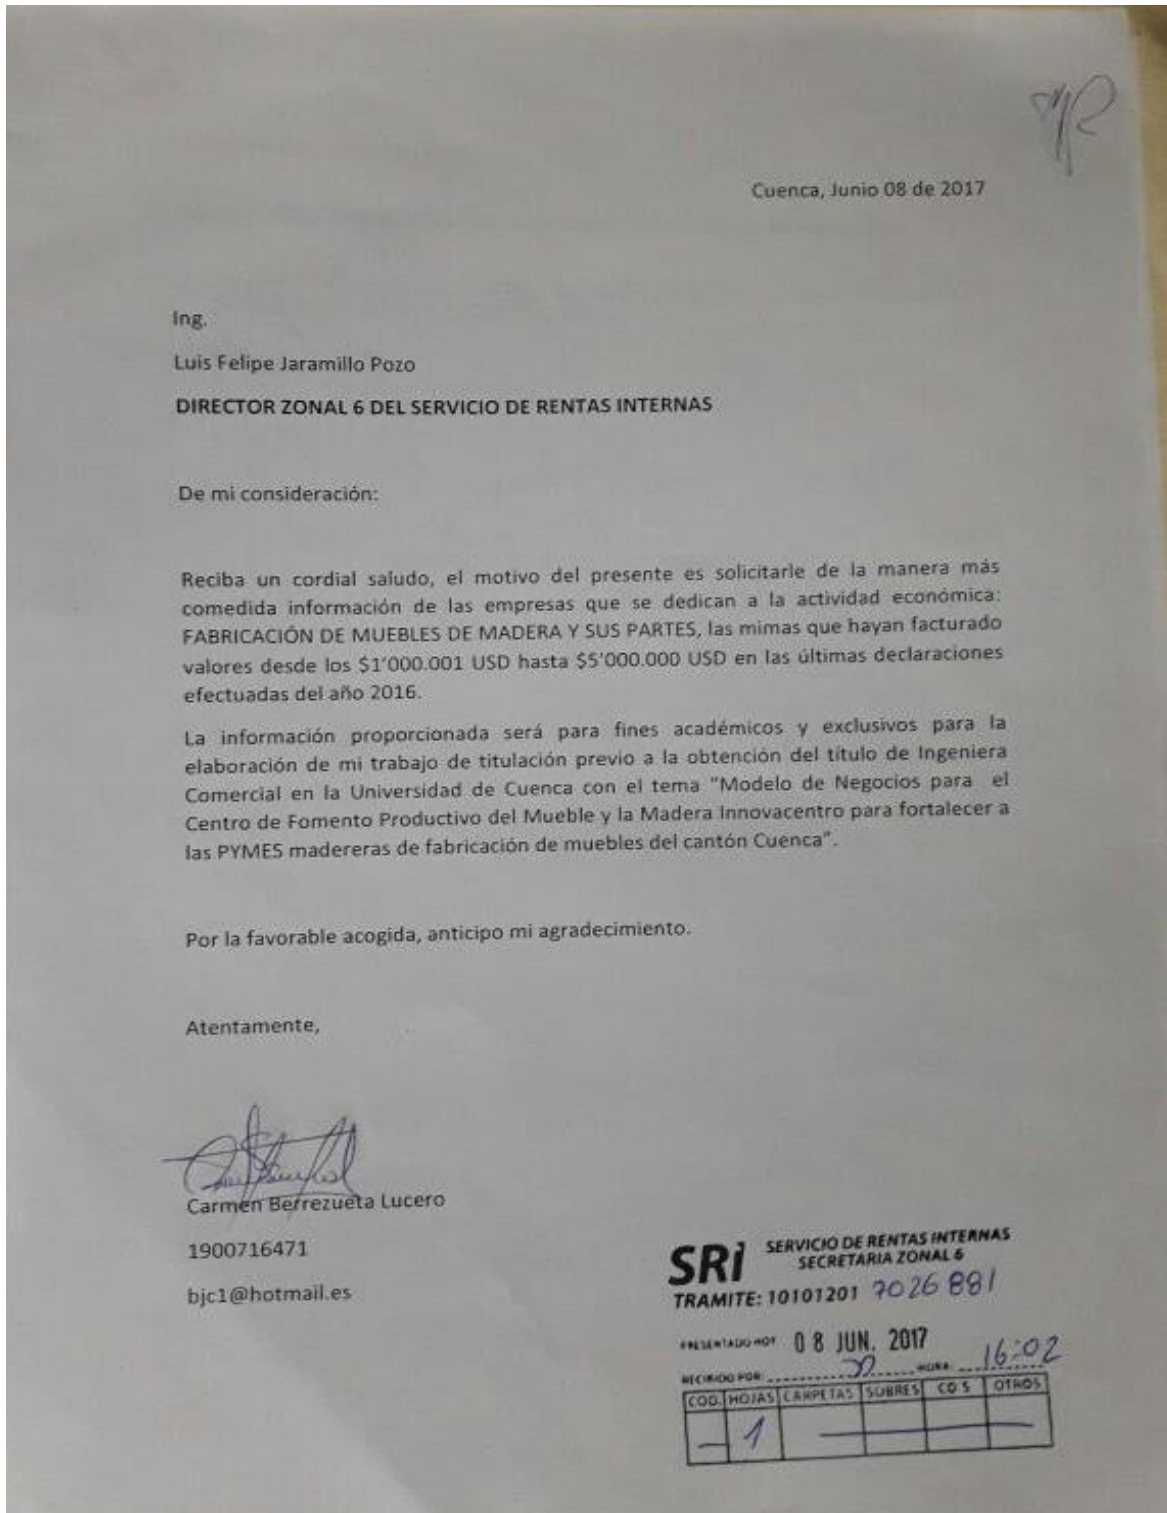 Cuenca, Junio 08 de 2017
Ing.
Luis Felipe Jaramillo Pozo
DIRECTOR ZONAL 6 DEL SERVICIO DE RENTAS INTERNAS
De mi consideración:
Reciba un cordial saludo, el motivo del presente es solicitarle de la manera más
comedida información de las empresas que se dedican a la actividad económica:
FABRICACIÓN DE MUEBLES DE MADERA Y SUS PARTES, las mimas que hayan facturado
valores desde los $1'000.001 USD hasta $5'000.000 USD en las últimas declaraciones
efectuadas del año 2016.
La información proporcionada será para fines académicos y exclusivos para la
elaboración de mi trabajo de titulación previo a la obtención del título de Ingeniera
Comercial en la Universidad de Cuenca con el tema "Modelo de Negocios para el
Centro de Fomento Productivo del Mueble y la Madera Innovacentro para fortalecer a
las PYMES madereras de fabricación de muebles del cantón Cuenca".
Por la favorable acogida, anticipo mi agradecimiento.
Atentamente,
Carmen Berrezueta Lucero
1900716471
bjc1@hotmail.es
SRi SERVICIO DE RENTAS INTERNAS
SECRETARIA ZONAL 6
TRAMITE: 10101201 7026881
PRESENTADO HOY 08 JUN. 2017
RECIBIDO POR: HORA: 16:02
COD. HOJAS CARPETAS SOBRES CD S OTROS
1